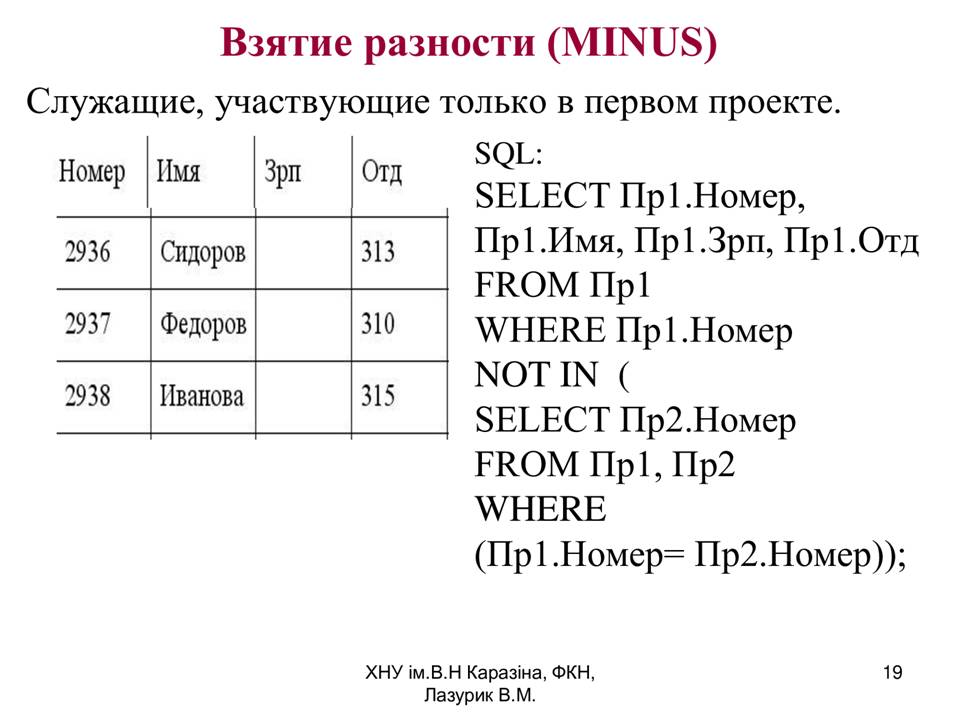 Взятие разности (MINUS)
Служащие, участвующие только в первом проекте.
Номер Имя Зрп Отд
2936 Сидоров 313
2937 Федоров 310
2938 Иванова 315
SQL:
SELECT Пр1.Номер,
Пр1.Имя, Пр1.Зрп, Пр1.Отд
FROM Пр1
WHERE Пр1.Номер
NOT IN (
SELECT Пр2.Номер
FROM Пр1, Пр2
WHERE
(Пр1.Номер= Пр2.Номер));
ХНУ ім.В.Н Каразіна, ФКН,
Лазурик В.М.
19